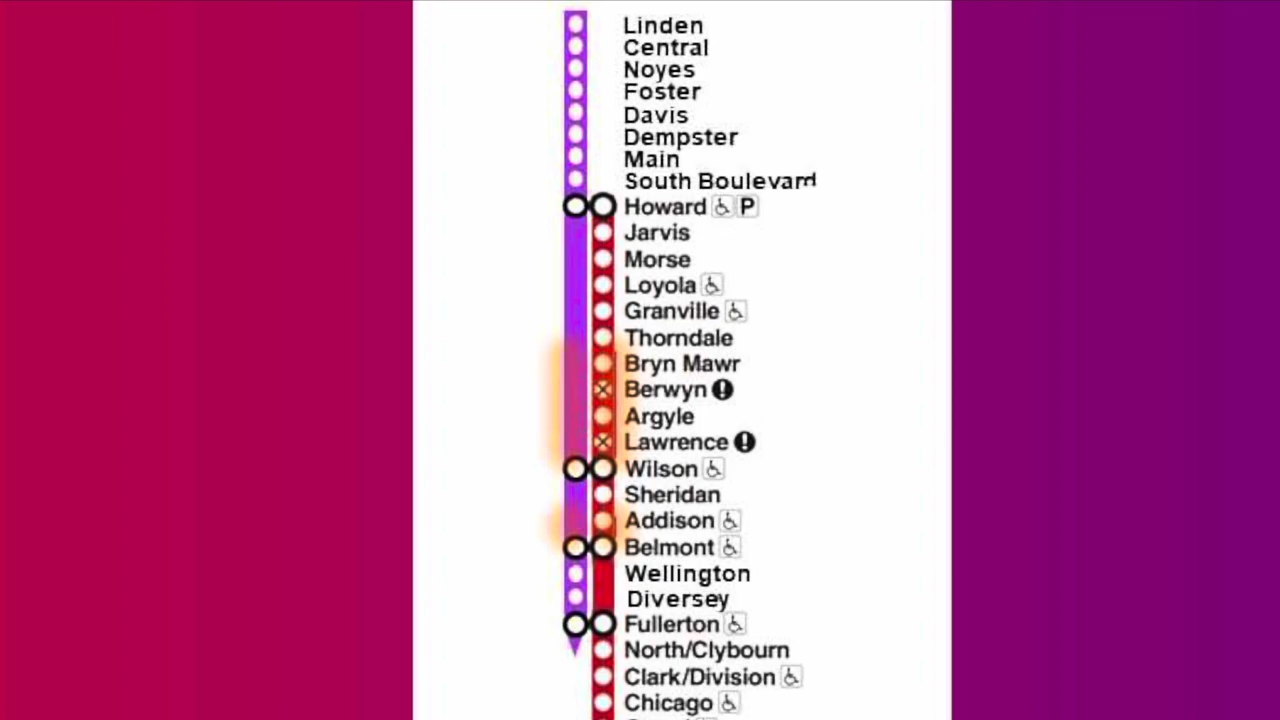 Linden
Central
Noyes
Foster
Davis
Dempster
Main
South Boulevard
Howard P
Jarvis
Morse
Loyola
Granville
Thorndale
Bryn Mawr
Berwyn !
Argyle
Lawrence !
Wilson
Sheridan
Addison
Belmont
Wellington
Diversey
Fullerton
North/Clybourn
Clark/Division
Chicago